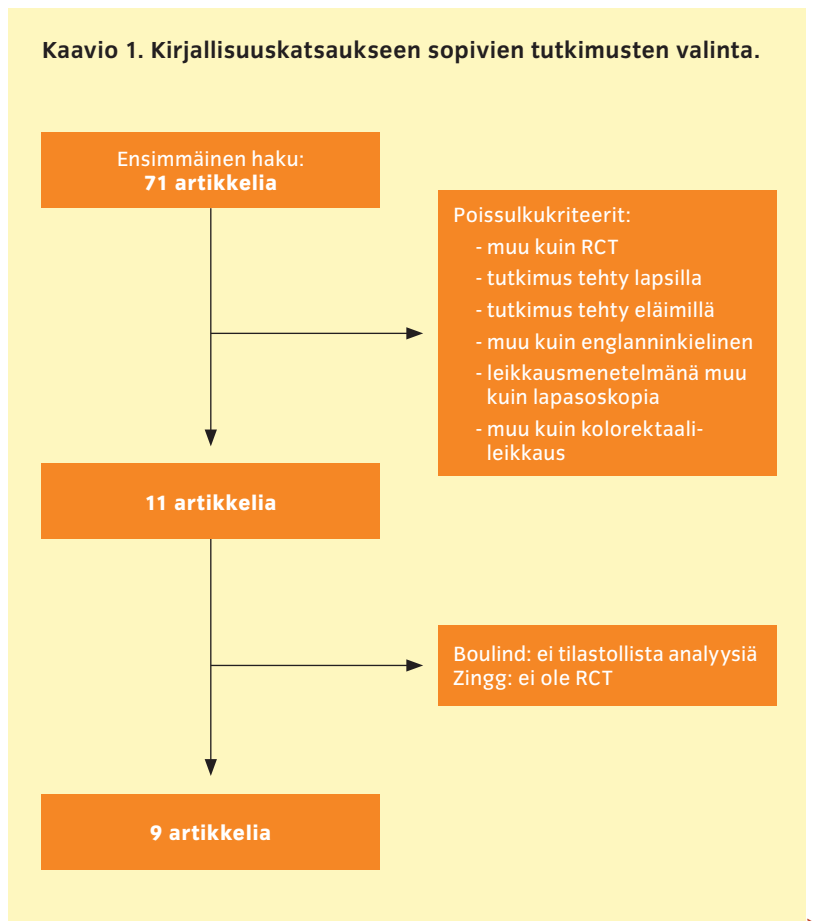 Kaavio 1. Kirjallisuuskatsaukseen sopivien tutkimusten valinta.
Ensimmäinen haku:
71 artikkelia
Poissulkukriteerit:
- muu kuin RCT
- tutkimus tehty lapsilla
- tutkimus tehty eläimillä
- muu kuin englanninkielinen
- leikkausmenetelmänä muu
kuin lapasoskopia
- muu kuin kolorektaali-
leikkaus
11 artikkelia
Boulind: ei tilastollista analyysiä
Zingg: ei ole RCT
9 artikkelia